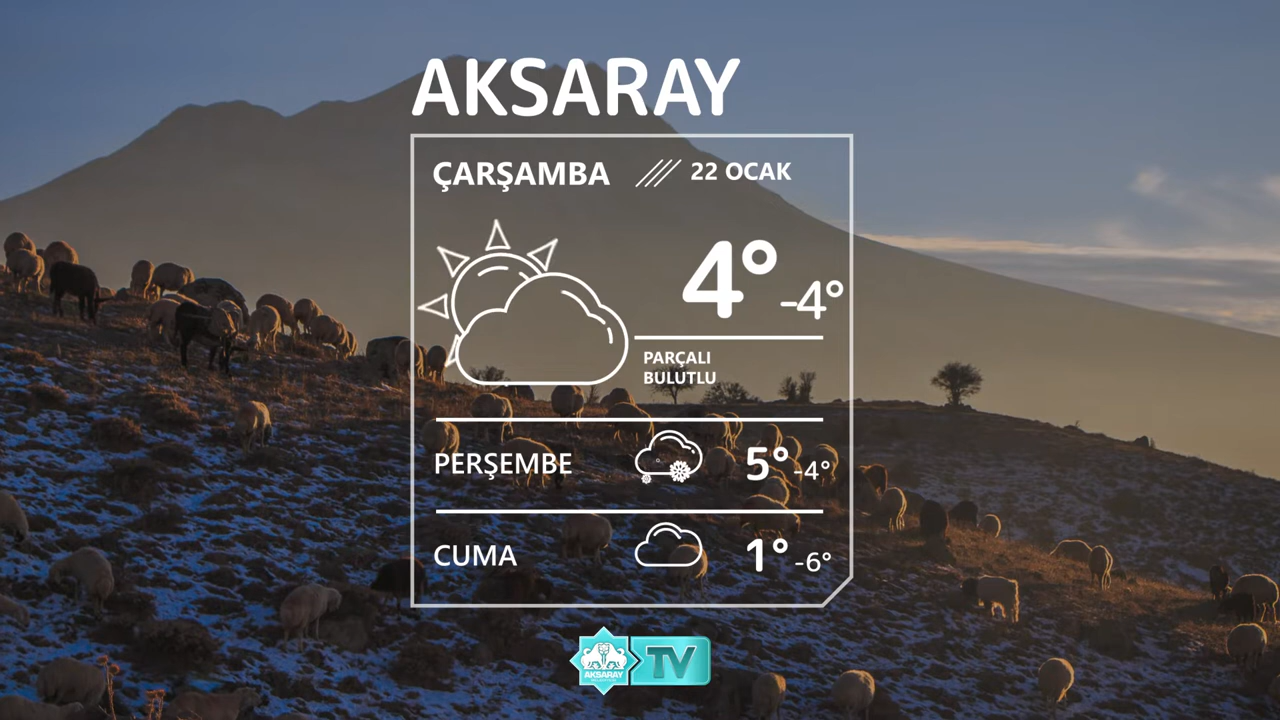 AKSARAY
ÇARŞAMBA /// 22 OCAK
4° -4°
PARÇALI
BULUTLU
PERŞEMBE 5° -4°
CUMA 1° -6°
AKSARAY TV